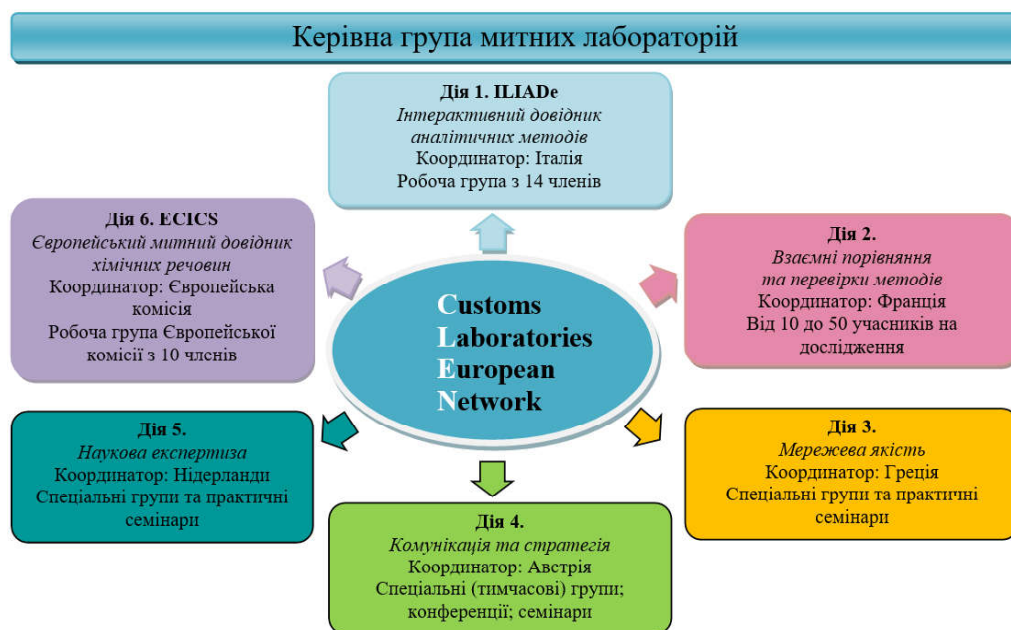 Керівна група митних лабораторій
Дія 1. ILIADe
Інтерактивний довідник
аналітичних методів
Координатор: Італія
Робоча група з 14 членів
Дія 6. ECICS
Європейський митний довідник
хімічних речовин
Координатор: Європейська
комісія
Робоча група Європейської
комісії з 10 членів
Дія 2.
Взаємні порівняння
та перевірки методів
Координатор: Франція
Від 10 до 50 учасників на
дослідження
Customs
Laboratories
European
Network
Дія 5.
Наукова експертиза
Координатор: Нідерланди
Спеціальні групи та практичні
семінари
Дія 3.
Мережева якість
Координатор: Греція
Спеціальні групи та практичні
семінари
Дія 4.
Комунікація та стратегія
Координатор: Австрія
Спеціальні (тимчасові) групи;
конференції; семінари